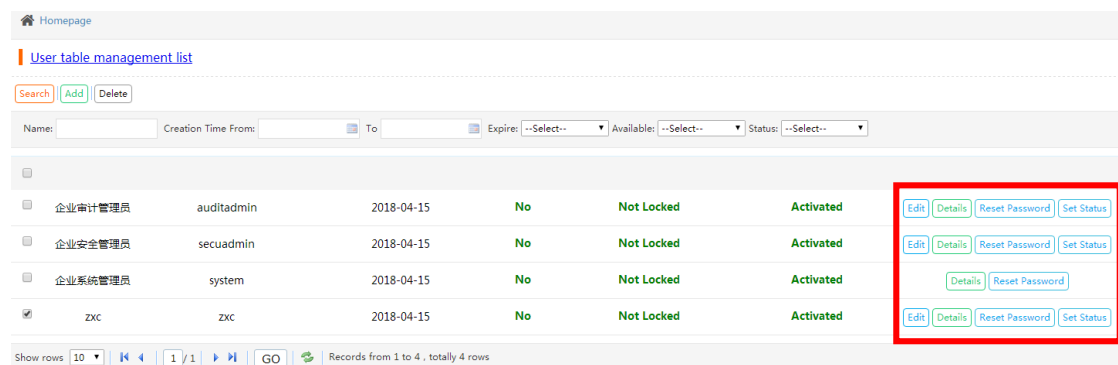 Homepage
User table management list
Search Add Delete
Name: Creation Time From: To Expire: --Select-- Available: --Select-- Status: --Select--
企业审计管理员 auditadmin 2018-04-15 No Not Locked Activated Edit Details Reset Password Set Status
企业安全管理员 secuadmin 2018-04-15 No Not Locked Activated Edit Details Reset Password Set Status
企业系统管理员 system 2018-04-15 No Not Locked Activated Details Reset Password
zxc zxc 2018-04-15 No Not Locked Activated Edit Details Reset Password Set Status
Show rows 10 1 / 1 GO Records from 1 to 4 , totally 4 rows